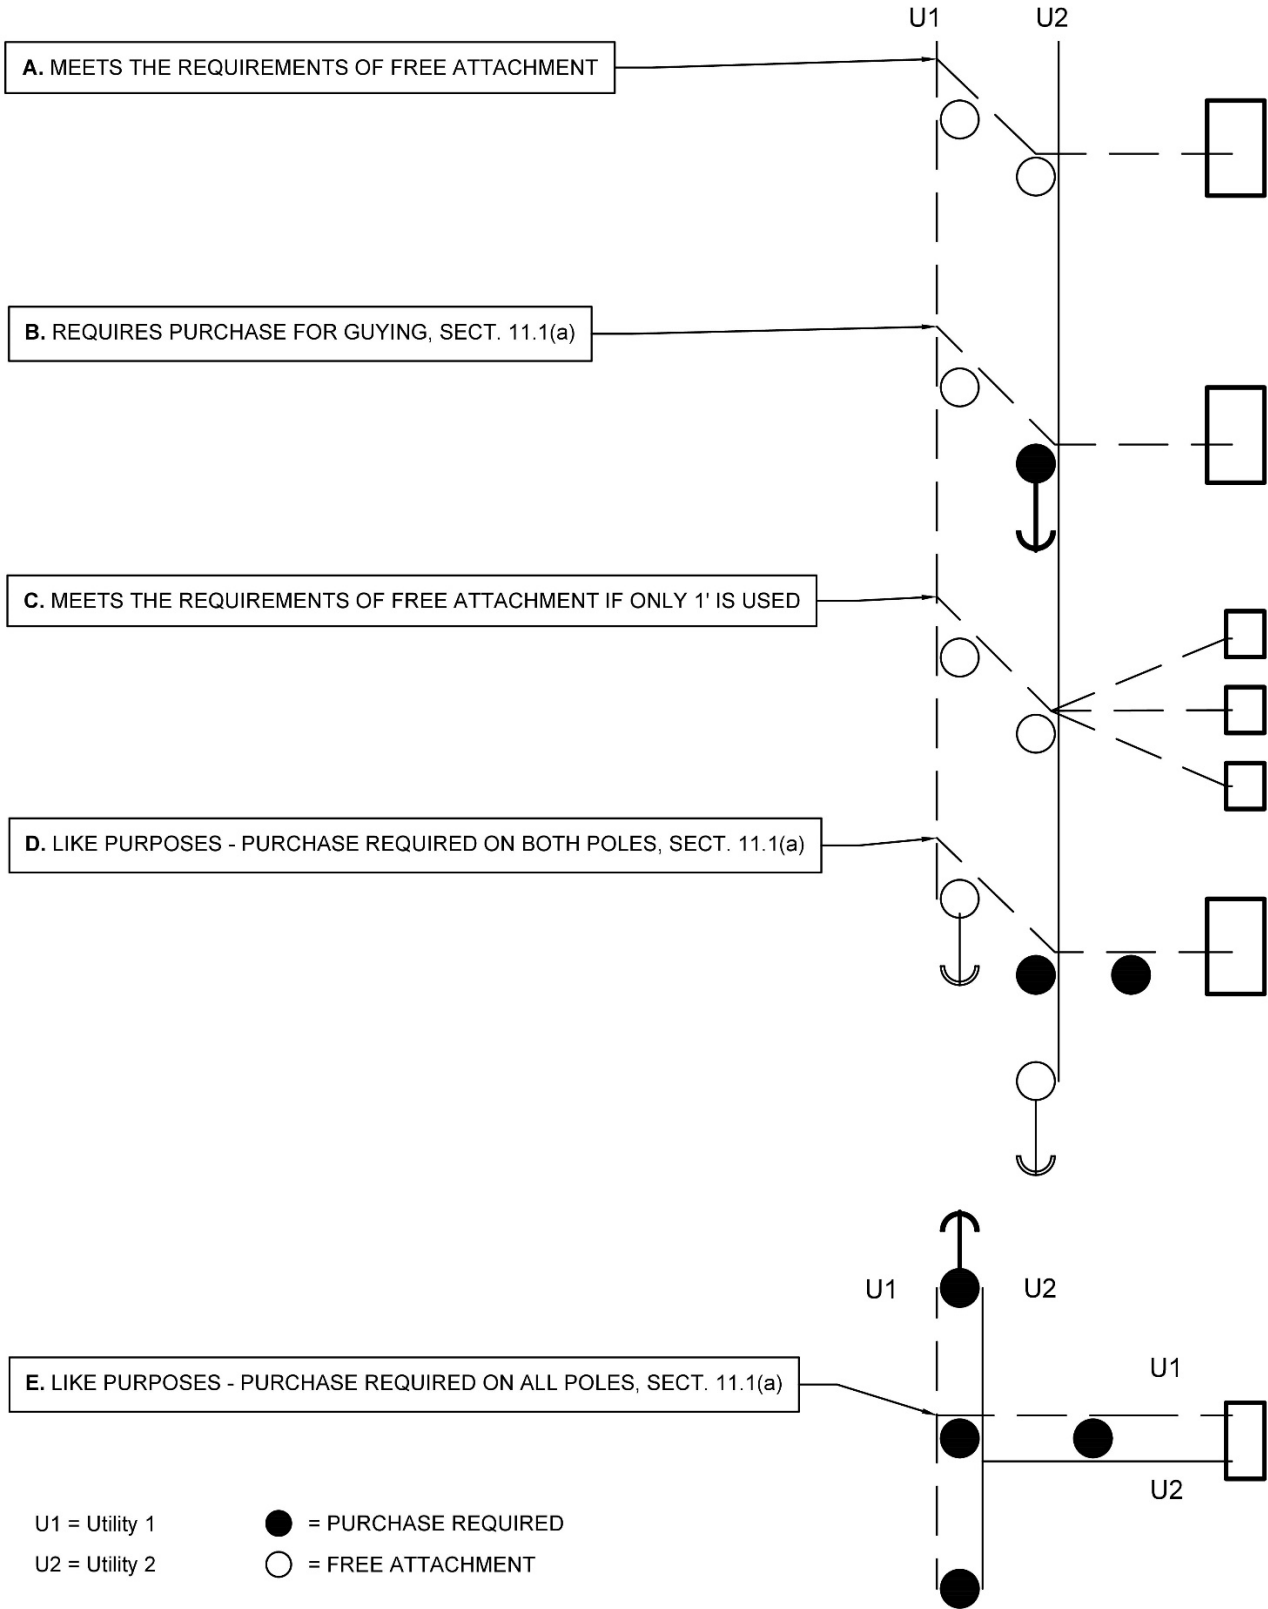 U1 U2
A. MEETS THE REQUIREMENTS OF FREE ATTACHMENT
B. REQUIRES PURCHASE FOR GUYING, SECT. 11.1(a)
C. MEETS THE REQUIREMENTS OF FREE ATTACHMENT IF ONLY 1' IS USED
D. LIKE PURPOSES - PURCHASE REQUIRED ON BOTH POLES, SECT. 11.1(a)
U1 U2
U1
E. LIKE PURPOSES - PURCHASE REQUIRED ON ALL POLES, SECT. 11.1(a)
U2
U1 = Utility 1
= PURCHASE REQUIRED
U2 = Utility 2
= FREE ATTACHMENT